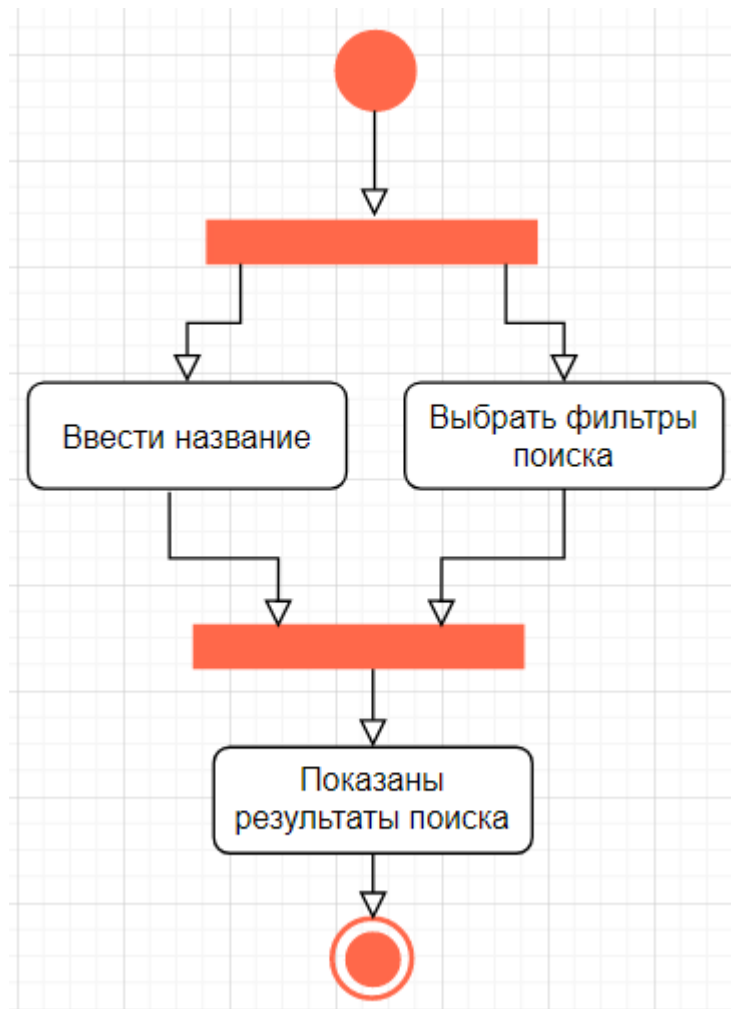 Ввести название
Выбрать фильтры
поиска
Показаны
результаты поиска